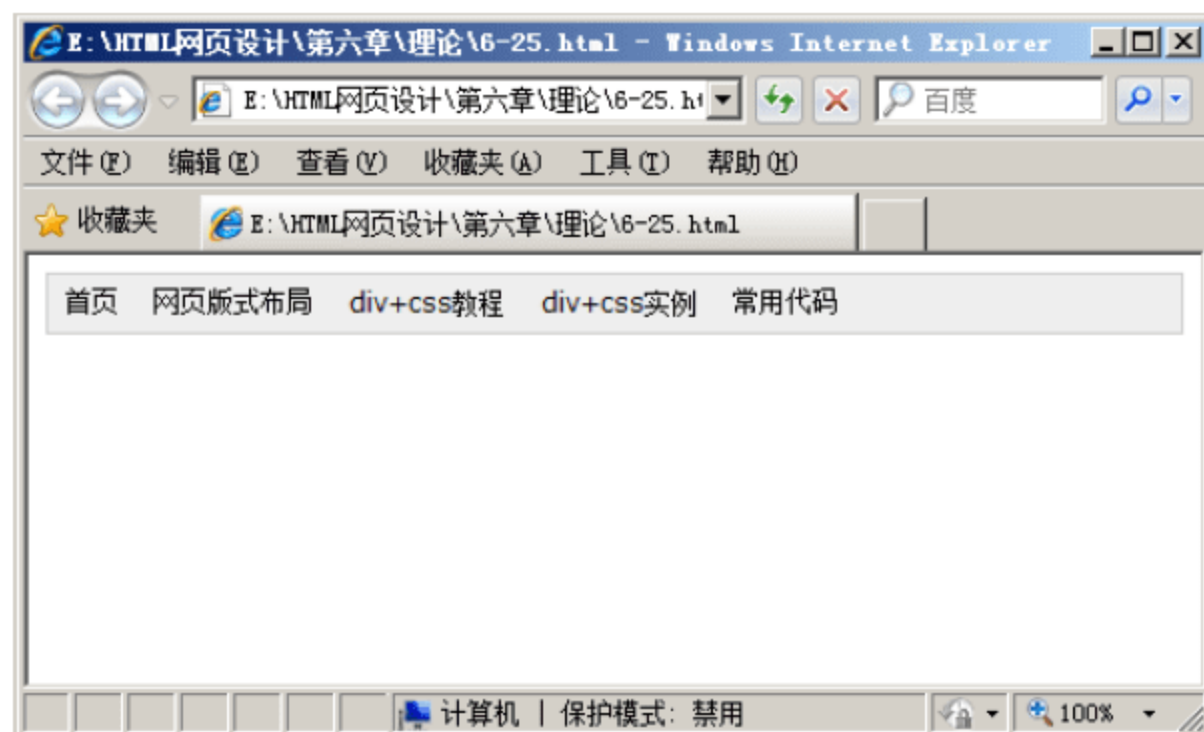 E:\HTML网页设计\第六章\理论\6-25.html - Windows Internet Explorer
E:\HTML网页设计\第六章\理论\6-25.ht
百度
文件(F) 编辑(E) 查看(V) 收藏夹(A) 工具(T) 帮助(H)
收藏夹 E:\HTML网页设计\第六章\理论\6-25.html
首页 网页版式布局 div+css教程 div+css实例 常用代码
计算机 | 保护模式: 禁用 100%